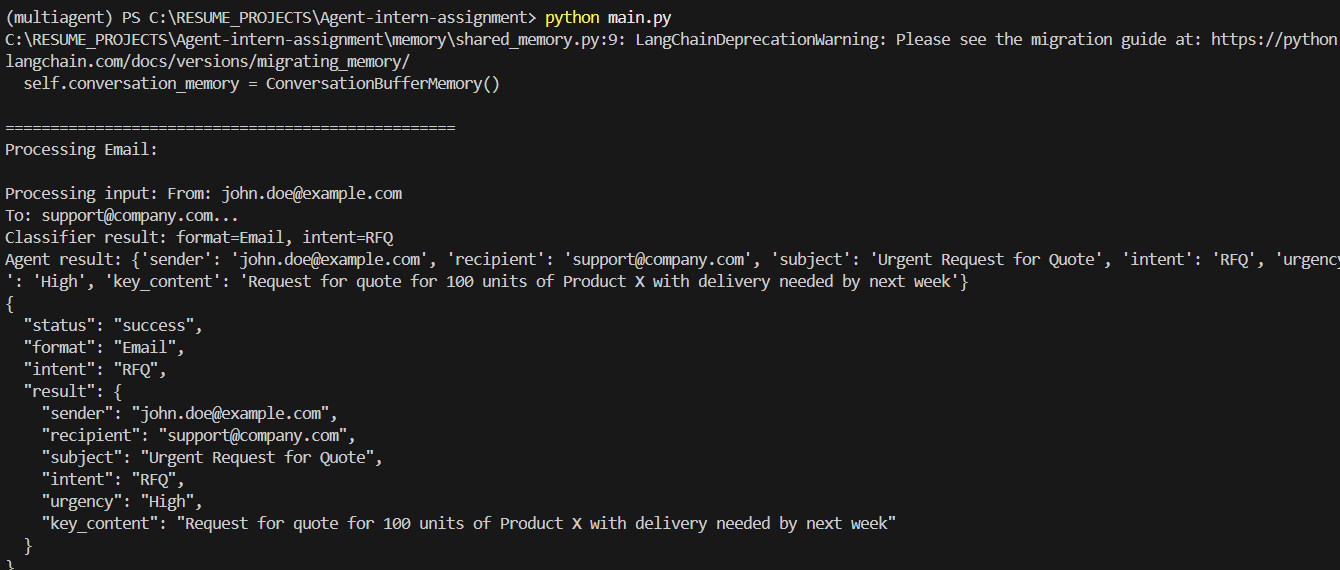 (multiagent) PS C:\RESUME_PROJECTS\Agent-intern-assignment> python main.py
C:\RESUME_PROJECTS\Agent-intern-assignment\memory\shared_memory.py:9: LangChainDeprecationWarning: Please see the migration guide at: https://python
langchain.com/docs/versions/migrating_memory/
  self.conversation_memory = ConversationBufferMemory()

==================================================
Processing Email:

Processing input: From: john.doe@example.com
To: support@company.com...
Classifier result: format=Email, intent=RFQ
Agent result: {'sender': 'john.doe@example.com', 'recipient': 'support@company.com', 'subject': 'Urgent Request for Quote', 'intent': 'RFQ', 'urgency
': 'High', 'key_content': 'Request for quote for 100 units of Product X with delivery needed by next week'}
{
  "status": "success",
  "format": "Email",
  "intent": "RFQ",
  "result": {
    "sender": "john.doe@example.com",
    "recipient": "support@company.com",
    "subject": "Urgent Request for Quote",
    "intent": "RFQ",
    "urgency": "High",
    "key_content": "Request for quote for 100 units of Product X with delivery needed by next week"
  }
}